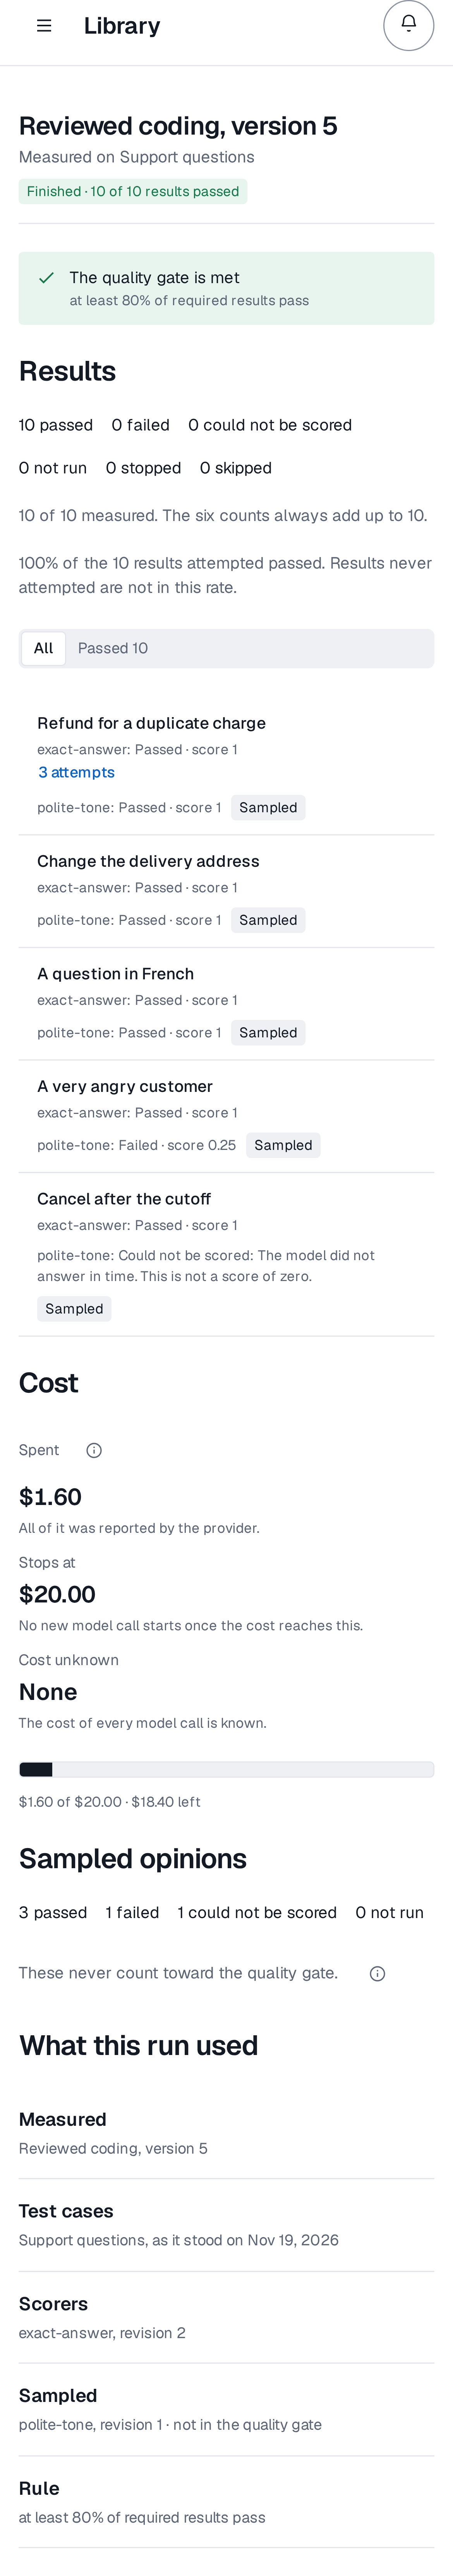 Library
Reviewed coding, version 5
Measured on Support questions
Finished · 10 of 10 results passed
The quality gate is met
at least 80% of required results pass
Results
10 passed 0 failed 0 could not be scored
0 not run 0 stopped 0 skipped
10 of 10 measured. The six counts always add up to 10.
100% of the 10 results attempted passed. Results never
attempted are not in this rate.
All Passed 10
Refund for a duplicate charge
exact-answer: Passed · score 1
3 attempts
polite-tone: Passed · score 1 Sampled
Change the delivery address
exact-answer: Passed · score 1
polite-tone: Passed · score 1 Sampled
A question in French
exact-answer: Passed · score 1
polite-tone: Passed · score 1 Sampled
A very angry customer
exact-answer: Passed · score 1
polite-tone: Failed · score 0.25 Sampled
Cancel after the cutoff
exact-answer: Passed · score 1
polite-tone: Could not be scored: The model did not
answer in time. This is not a score of zero.
Sampled
Cost
Spent
$1.60
All of it was reported by the provider.
Stops at
$20.00
No new model call starts once the cost reaches this.
Cost unknown
None
The cost of every model call is known.
$1.60 of $20.00 · $18.40 left
Sampled opinions
3 passed 1 failed 1 could not be scored 0 not run
These never count toward the quality gate.
What this run used
Measured
Reviewed coding, version 5
Test cases
Support questions, as it stood on Nov 19, 2026
Scorers
exact-answer, revision 2
Sampled
polite-tone, revision 1 · not in the quality gate
Rule
at least 80% of required results pass